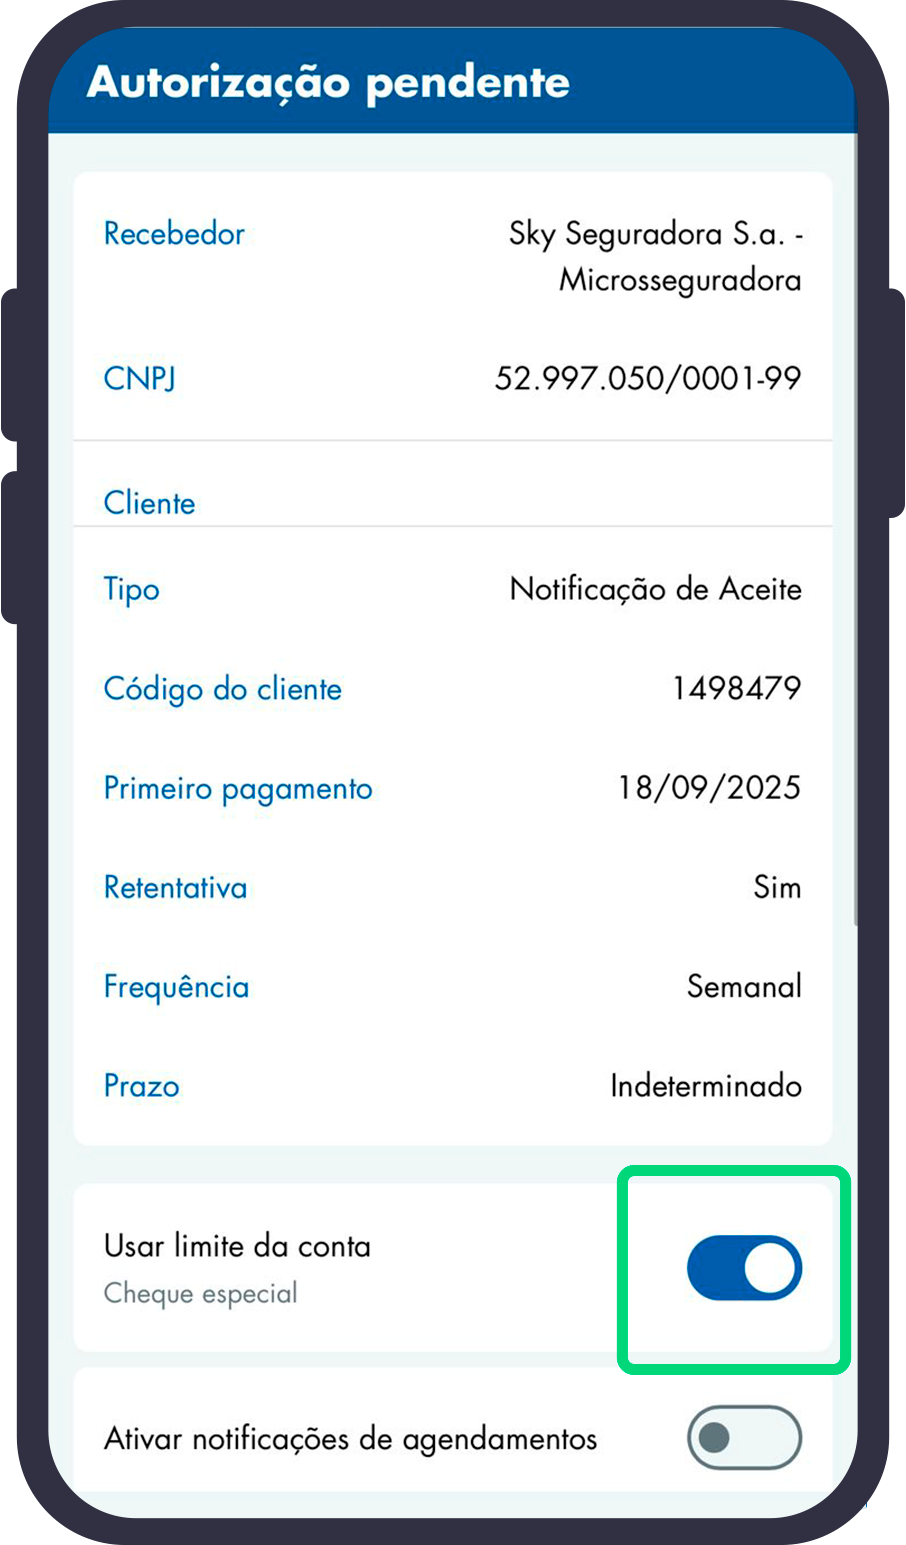 Autorização pendente
Recebedor Sky Seguradora S.a. -
Microsseguradora
CNPJ 52.997.050/0001-99
Cliente
Tipo Notificação de Aceite
Código do cliente 1498479
Primeiro pagamento 18/09/2025
Retentativa Sim
Frequência Semanal
Prazo Indeterminado
Usar limite da conta
Cheque especial
Ativar notificações de agendamentos